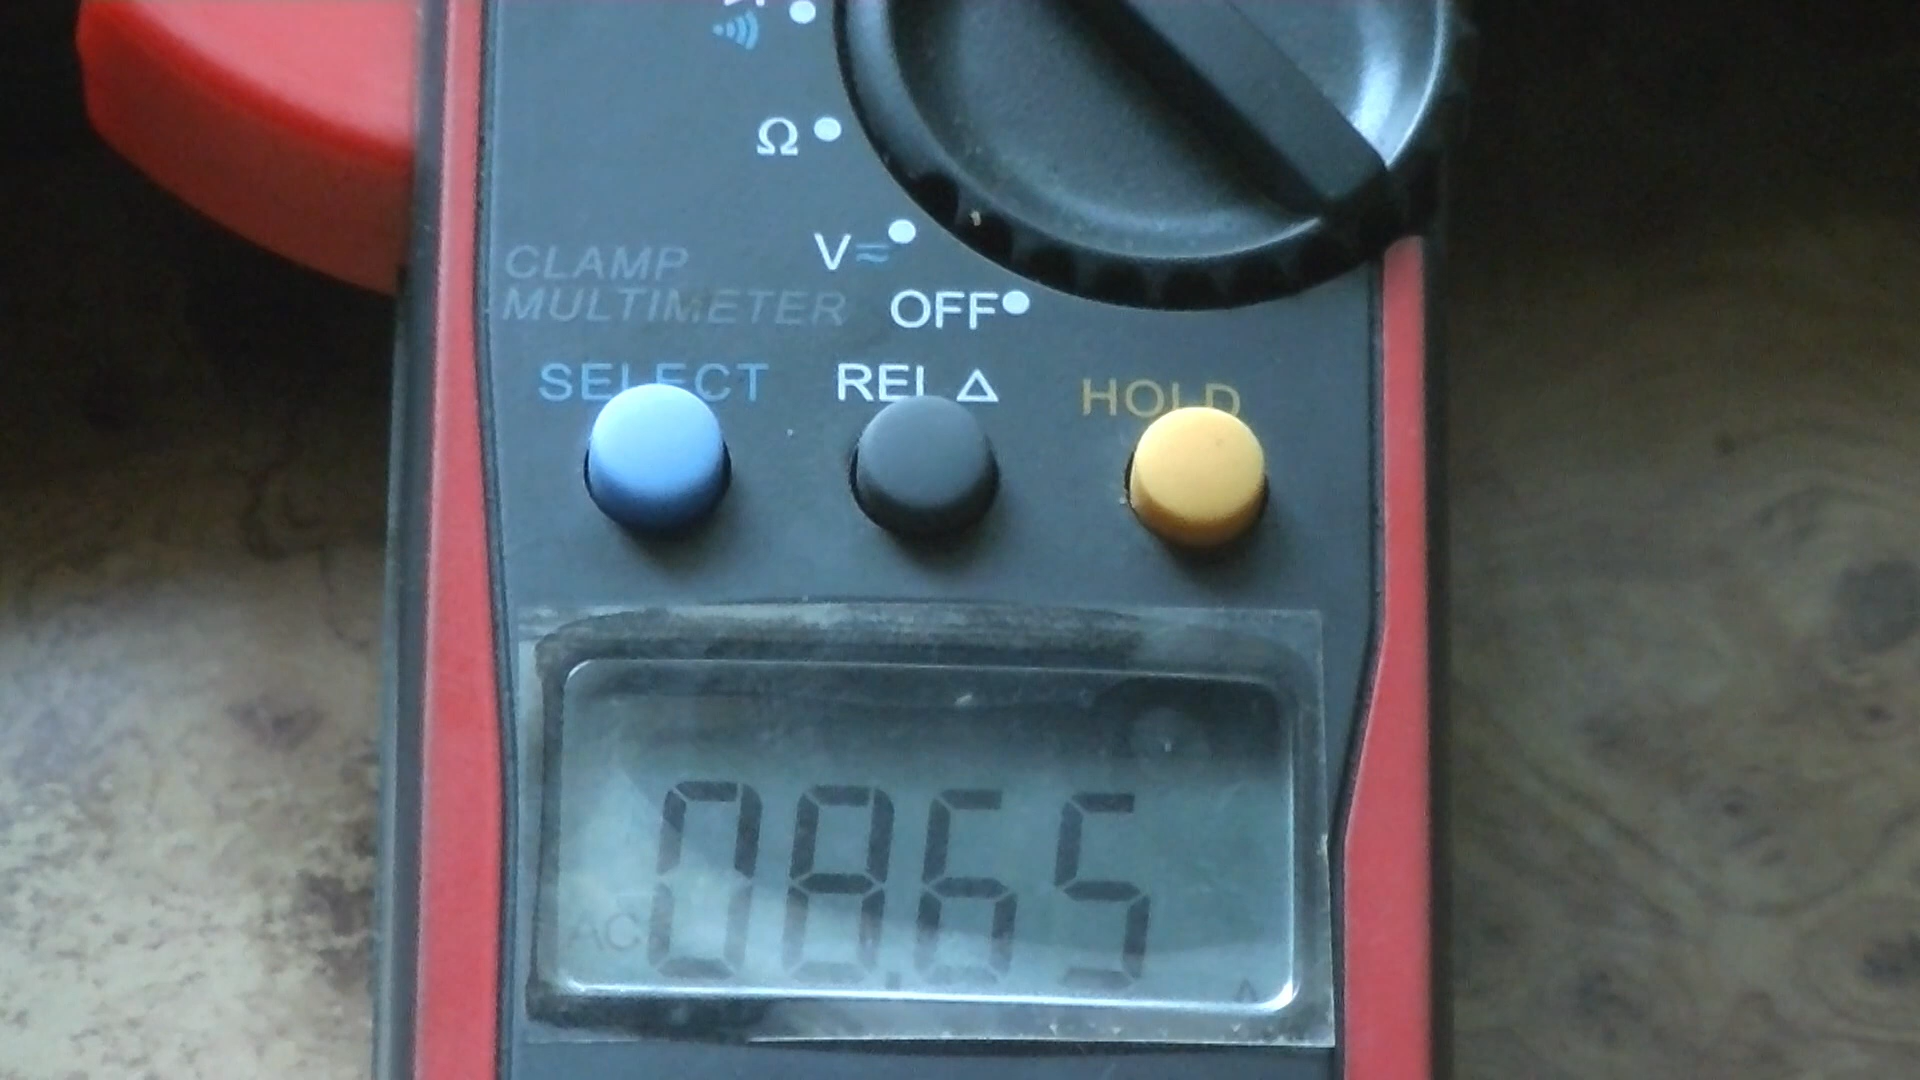 Ω
V≂
CLAMP
MULTIMETER
OFF
SELECT REL △ HOLD
AC 08.65 A